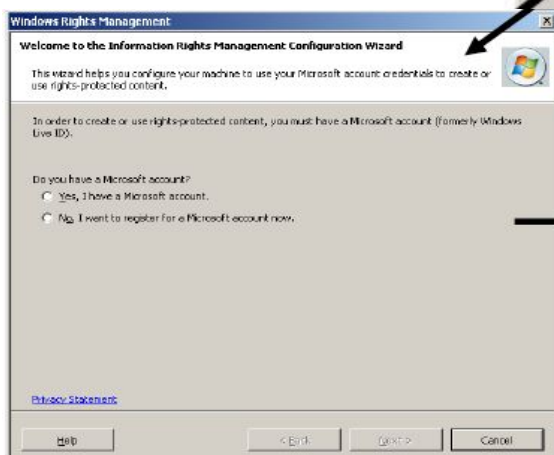 Windows Rights Management
Welcome to the Information Rights Management Configuration Wizard
This wizard helps you configure your machine to use your Microsoft account credentials to create or
use rights-protected content.
In order to create or use rights-protected content, you must have a Microsoft account (formerly Windows
Live ID).
Do you have a Microsoft account?
Yes, I have a Microsoft account.
No, I want to register for a Microsoft account now.
Privacy Statement
Help
< Back
Next >
Cancel